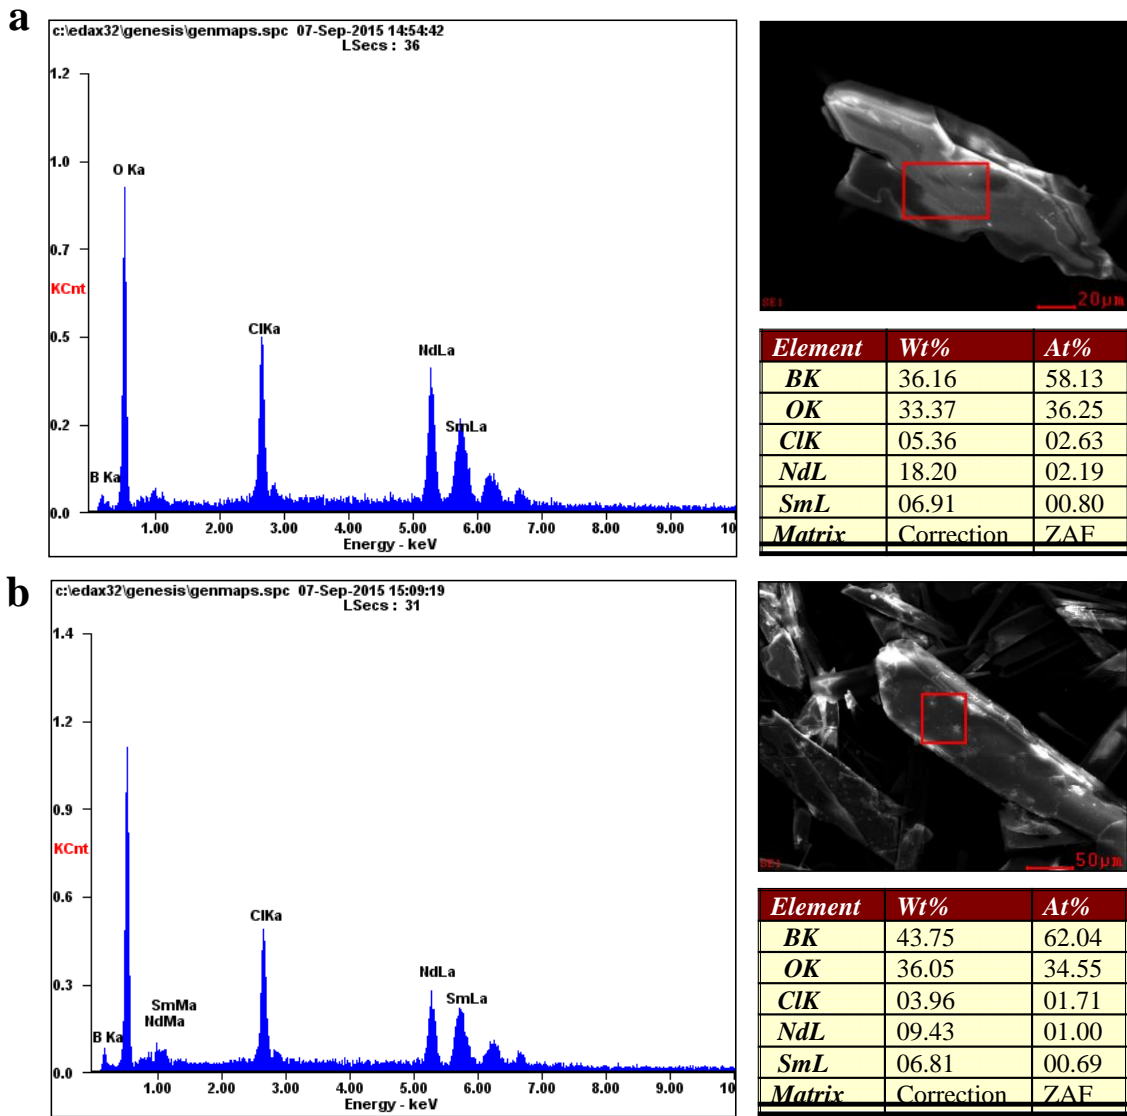 a
c:\edax32\genesis\genmaps.spc 07-Sep-2015 14:54:42
LSecs : 36
1.2
1.0
0.7
KCnt
0.5
0.2
0.0
O Ka
ClKa
NdLa
SmLa
B Ka
1.00 2.00 3.00 4.00 5.00 6.00 7.00 8.00 9.00 10
Energy - keV
SE1 20µm
Element Wt% At%
BK 36.16 58.13
OK 33.37 36.25
ClK 05.36 02.63
NdL 18.20 02.19
SmL 06.91 00.80
Matrix Correction ZAF
b
c:\edax32\genesis\genmaps.spc 07-Sep-2015 15:09:19
LSecs : 31
1.4
1.2
0.9
KCnt
0.6
0.3
0.0
ClKa
NdLa
SmLa
SmMa
NdMa
B Ka
1.00 2.00 3.00 4.00 5.00 6.00 7.00 8.00 9.00 10
Energy - keV
SE1 50µm
Element Wt% At%
BK 43.75 62.04
OK 36.05 34.55
ClK 03.96 01.71
NdL 09.43 01.00
SmL 06.81 00.69
Matrix Correction ZAF